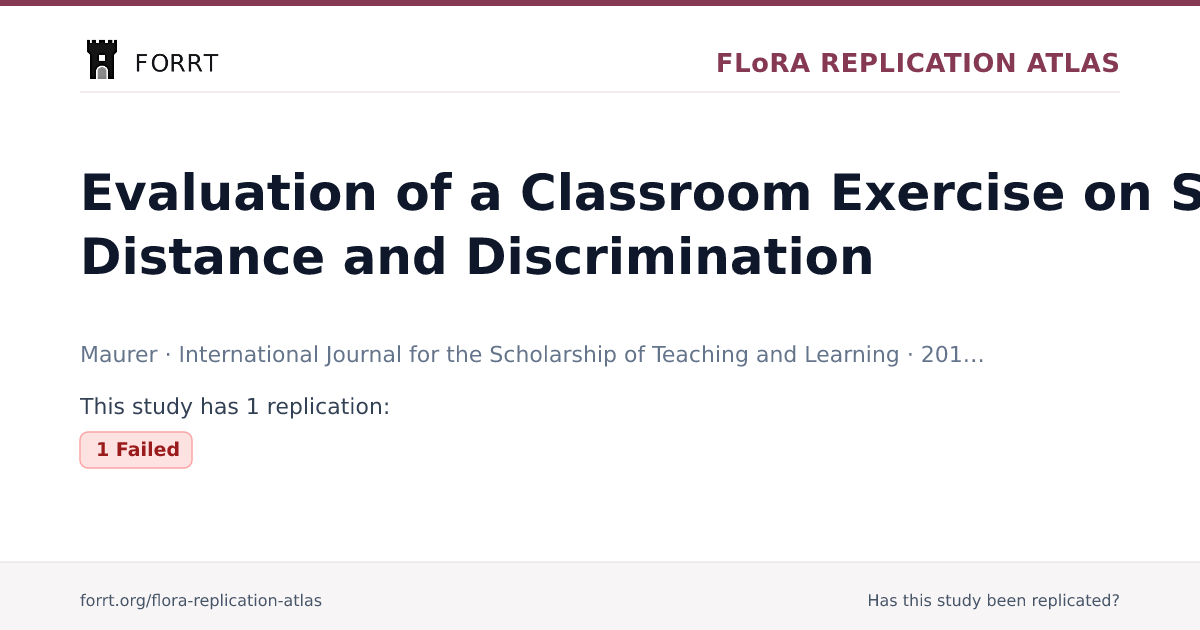 FORRT
FLoRA REPLICATION ATLAS
Evaluation of a Classroom Exercise on S
Distance and Discrimination
Maurer · International Journal for the Scholarship of Teaching and Learning · 201...
This study has 1 replication:
1 Failed
forrt.org/flora-replication-atlas
Has this study been replicated?